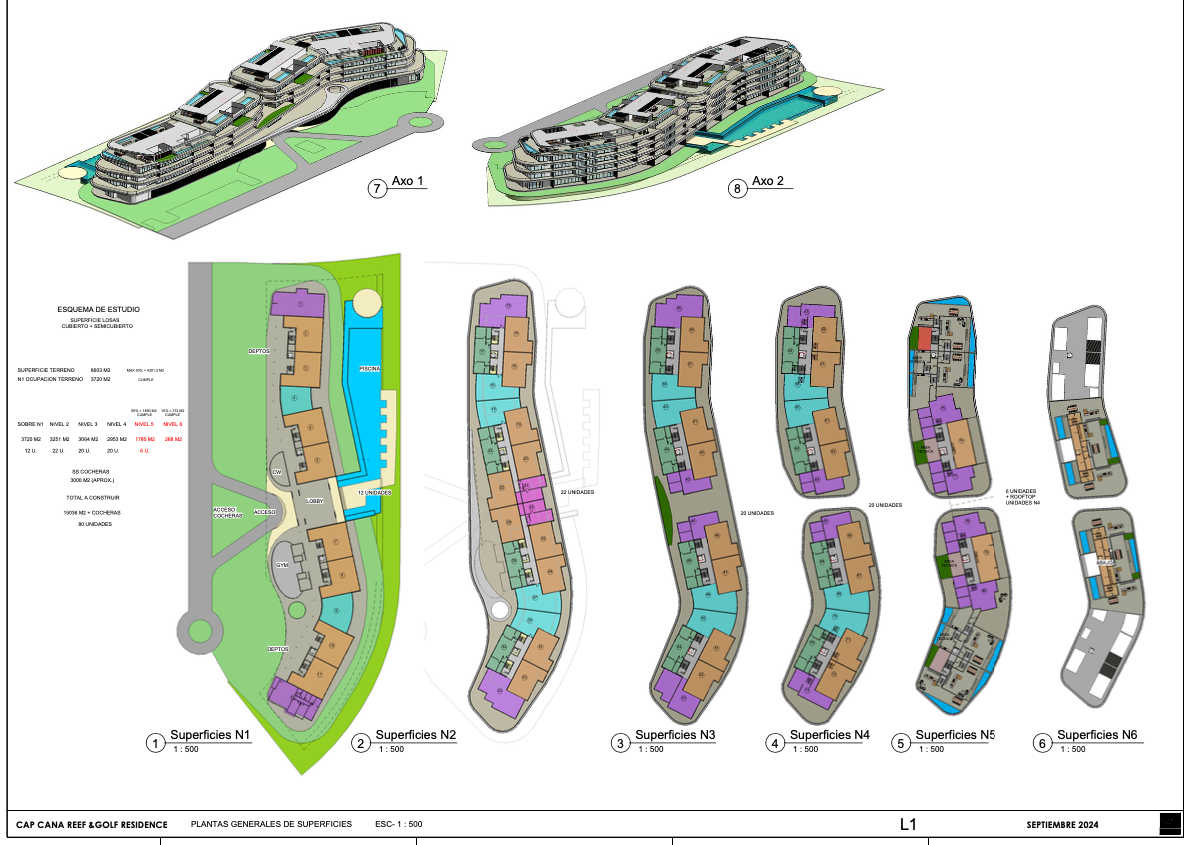 7 Axo 1
8 Axo 2
ESQUEMA DE ESTUDIO
SUPERFICIE LOSAS
CUBIERTO + SEMICUBIERTO
SUPERFICIE TERRENO 8603 M2
N1 OCUPACION TERRENO 3720 M2 CUMPLE
CUMPLE CUMPLE
SOBRE N1 NIVEL 2 NIVEL 3 NIVEL 4 NIVEL 5 NIVEL 6
3720 M2 3251 M2 3064 M2 2953 M2 1780 M2 268 M2
12 U. 22 U. 20 U. 20 U. 6 U.
SS COCHERAS
3000 M2 (APROX.)
TOTAL A CONSTRUIR
15036 M2 + COCHERAS
80 UNIDADES
DEPTOS
PISCINA
CW
LOBBY
12 UNIDADES
ACCESO
COCHERAS
ACCESO
GYM
DEPTOS
22 UNIDADES
20 UNIDADES
20 UNIDADES
6 UNIDADES
+ ROOFTOP
UNIDADES N4
AREA
TECNICA
AREA
TECNICA
ABAJO
1 Superficies N1
1 : 500
2 Superficies N2
1 : 500
3 Superficies N3
1 : 500
4 Superficies N4
1 : 500
5 Superficies N5
1 : 500
6 Superficies N6
1 : 500
CAP CANA REEF &GOLF RESIDENCE PLANTAS GENERALES DE SUPERFICIES ESC- 1 : 500 L1 SEPTIEMBRE 2024